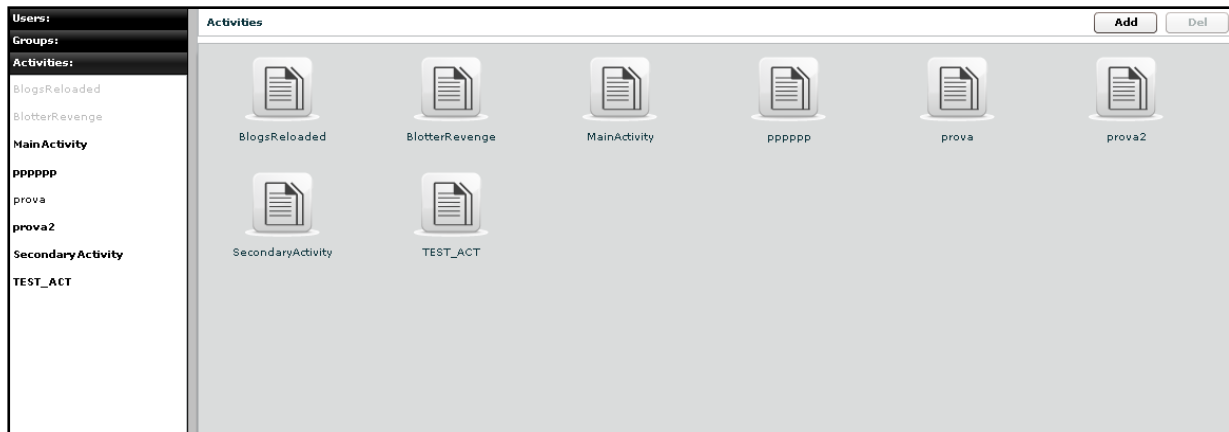 Users:
Groups:
Activities:
BlogsReloaded
BlotterRevenge
MainActivity
pppppp
prova
prova2
SecondaryActivity
TEST_ACT
Activities
Add
Del
BlogsReloaded
BlotterRevenge
MainActivity
pppppp
prova
prova2
SecondaryActivity
TEST_ACT